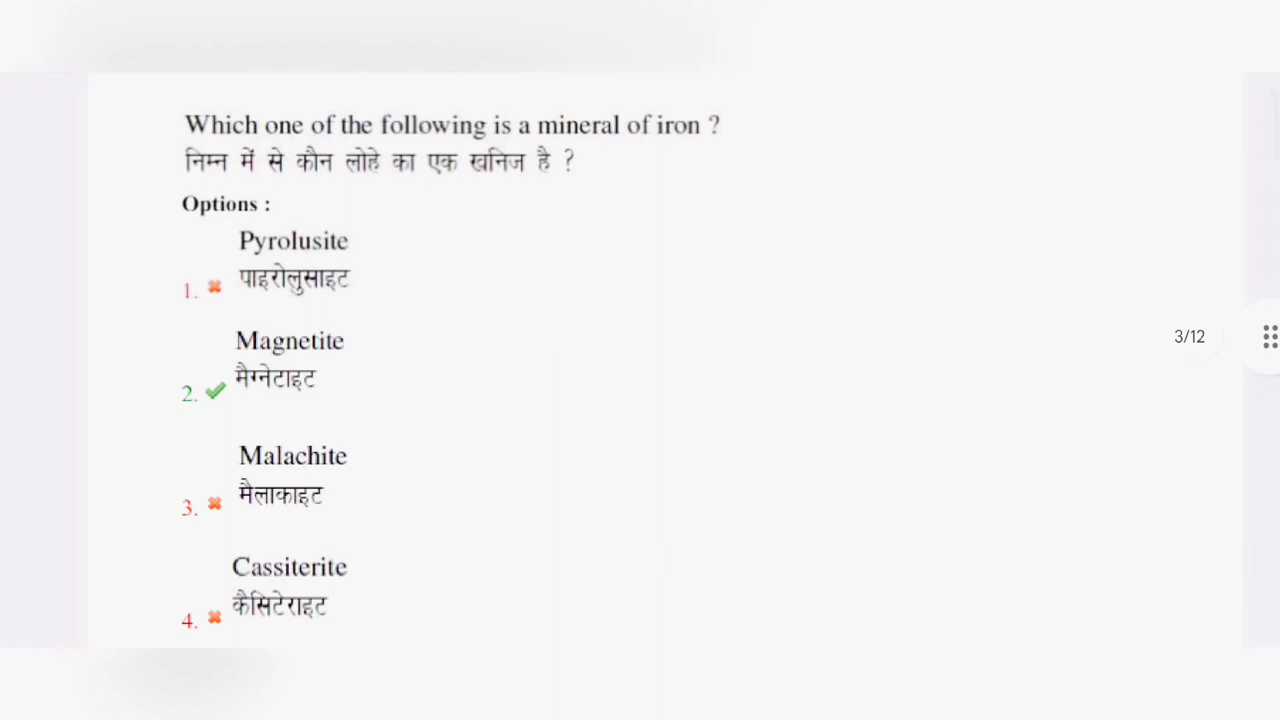 Which one of the following is a mineral of iron ?
निम्न में से कौन लोहे का एक खनिज है ?
Options :
Pyrolusite
1. पाइरोलुसाइट
Magnetite
2. मैग्नेटाइट
Malachite
3. मैलाकाइट
Cassiterite
4. कैसिटेराइट
3/12